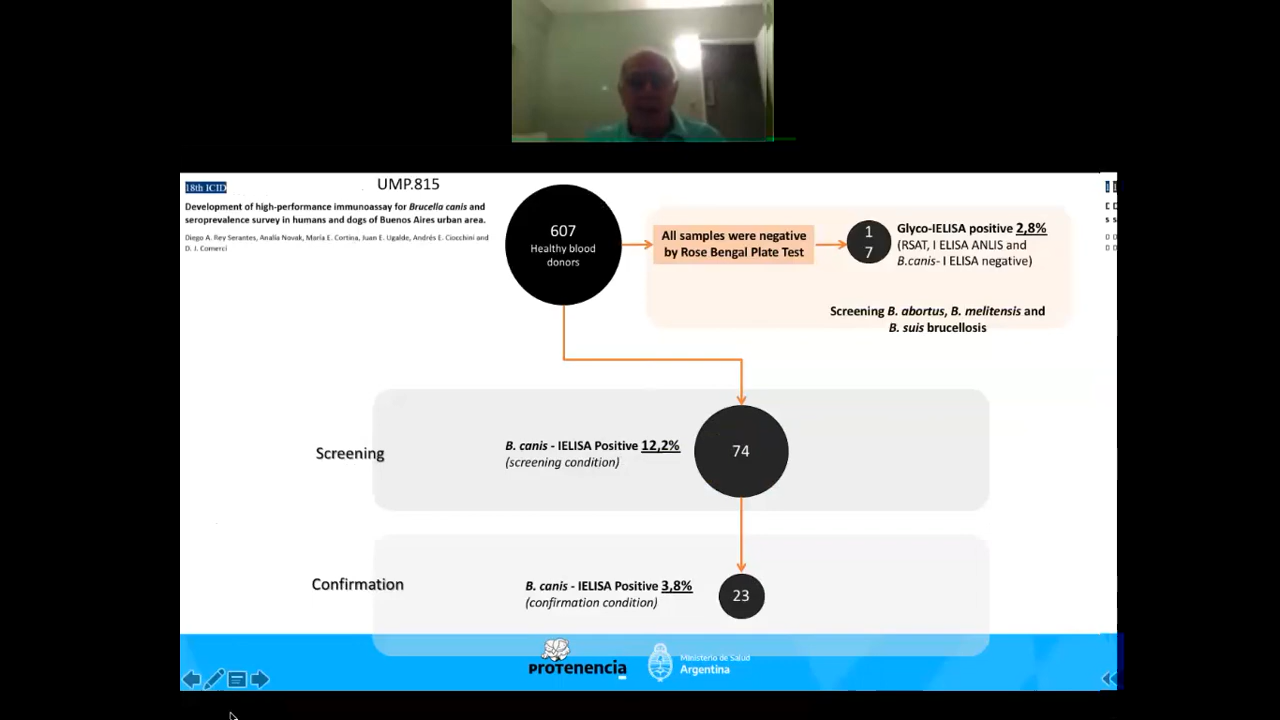 18th ICID
UMP.815
Development of high-performance immunoassay for Brucella canis and
seroprevalence survey in humans and dogs of Buenos Aires urban area.
Diego A. Rey Serantes, Analía Novak, María E. Cortina, Juan E. Ugalde, Andrés E. Ciocchini and
D. J. Comerci
607
Healthy blood
donors
All samples were negative
by Rose Bengal Plate Test
1
7
Glyco-IELISA positive 2,8%
(RSAT, I ELISA ANLIS and
B.canis- I ELISA negative)
Screening B. abortus, B. melitensis and
B. suis brucellosis
Screening
B. canis - IELISA Positive 12,2%
(screening condition)
74
Confirmation
B. canis - IELISA Positive 3,8%
(confirmation condition)
23
PROTENENCIA
Ministerio de Salud
Argentina